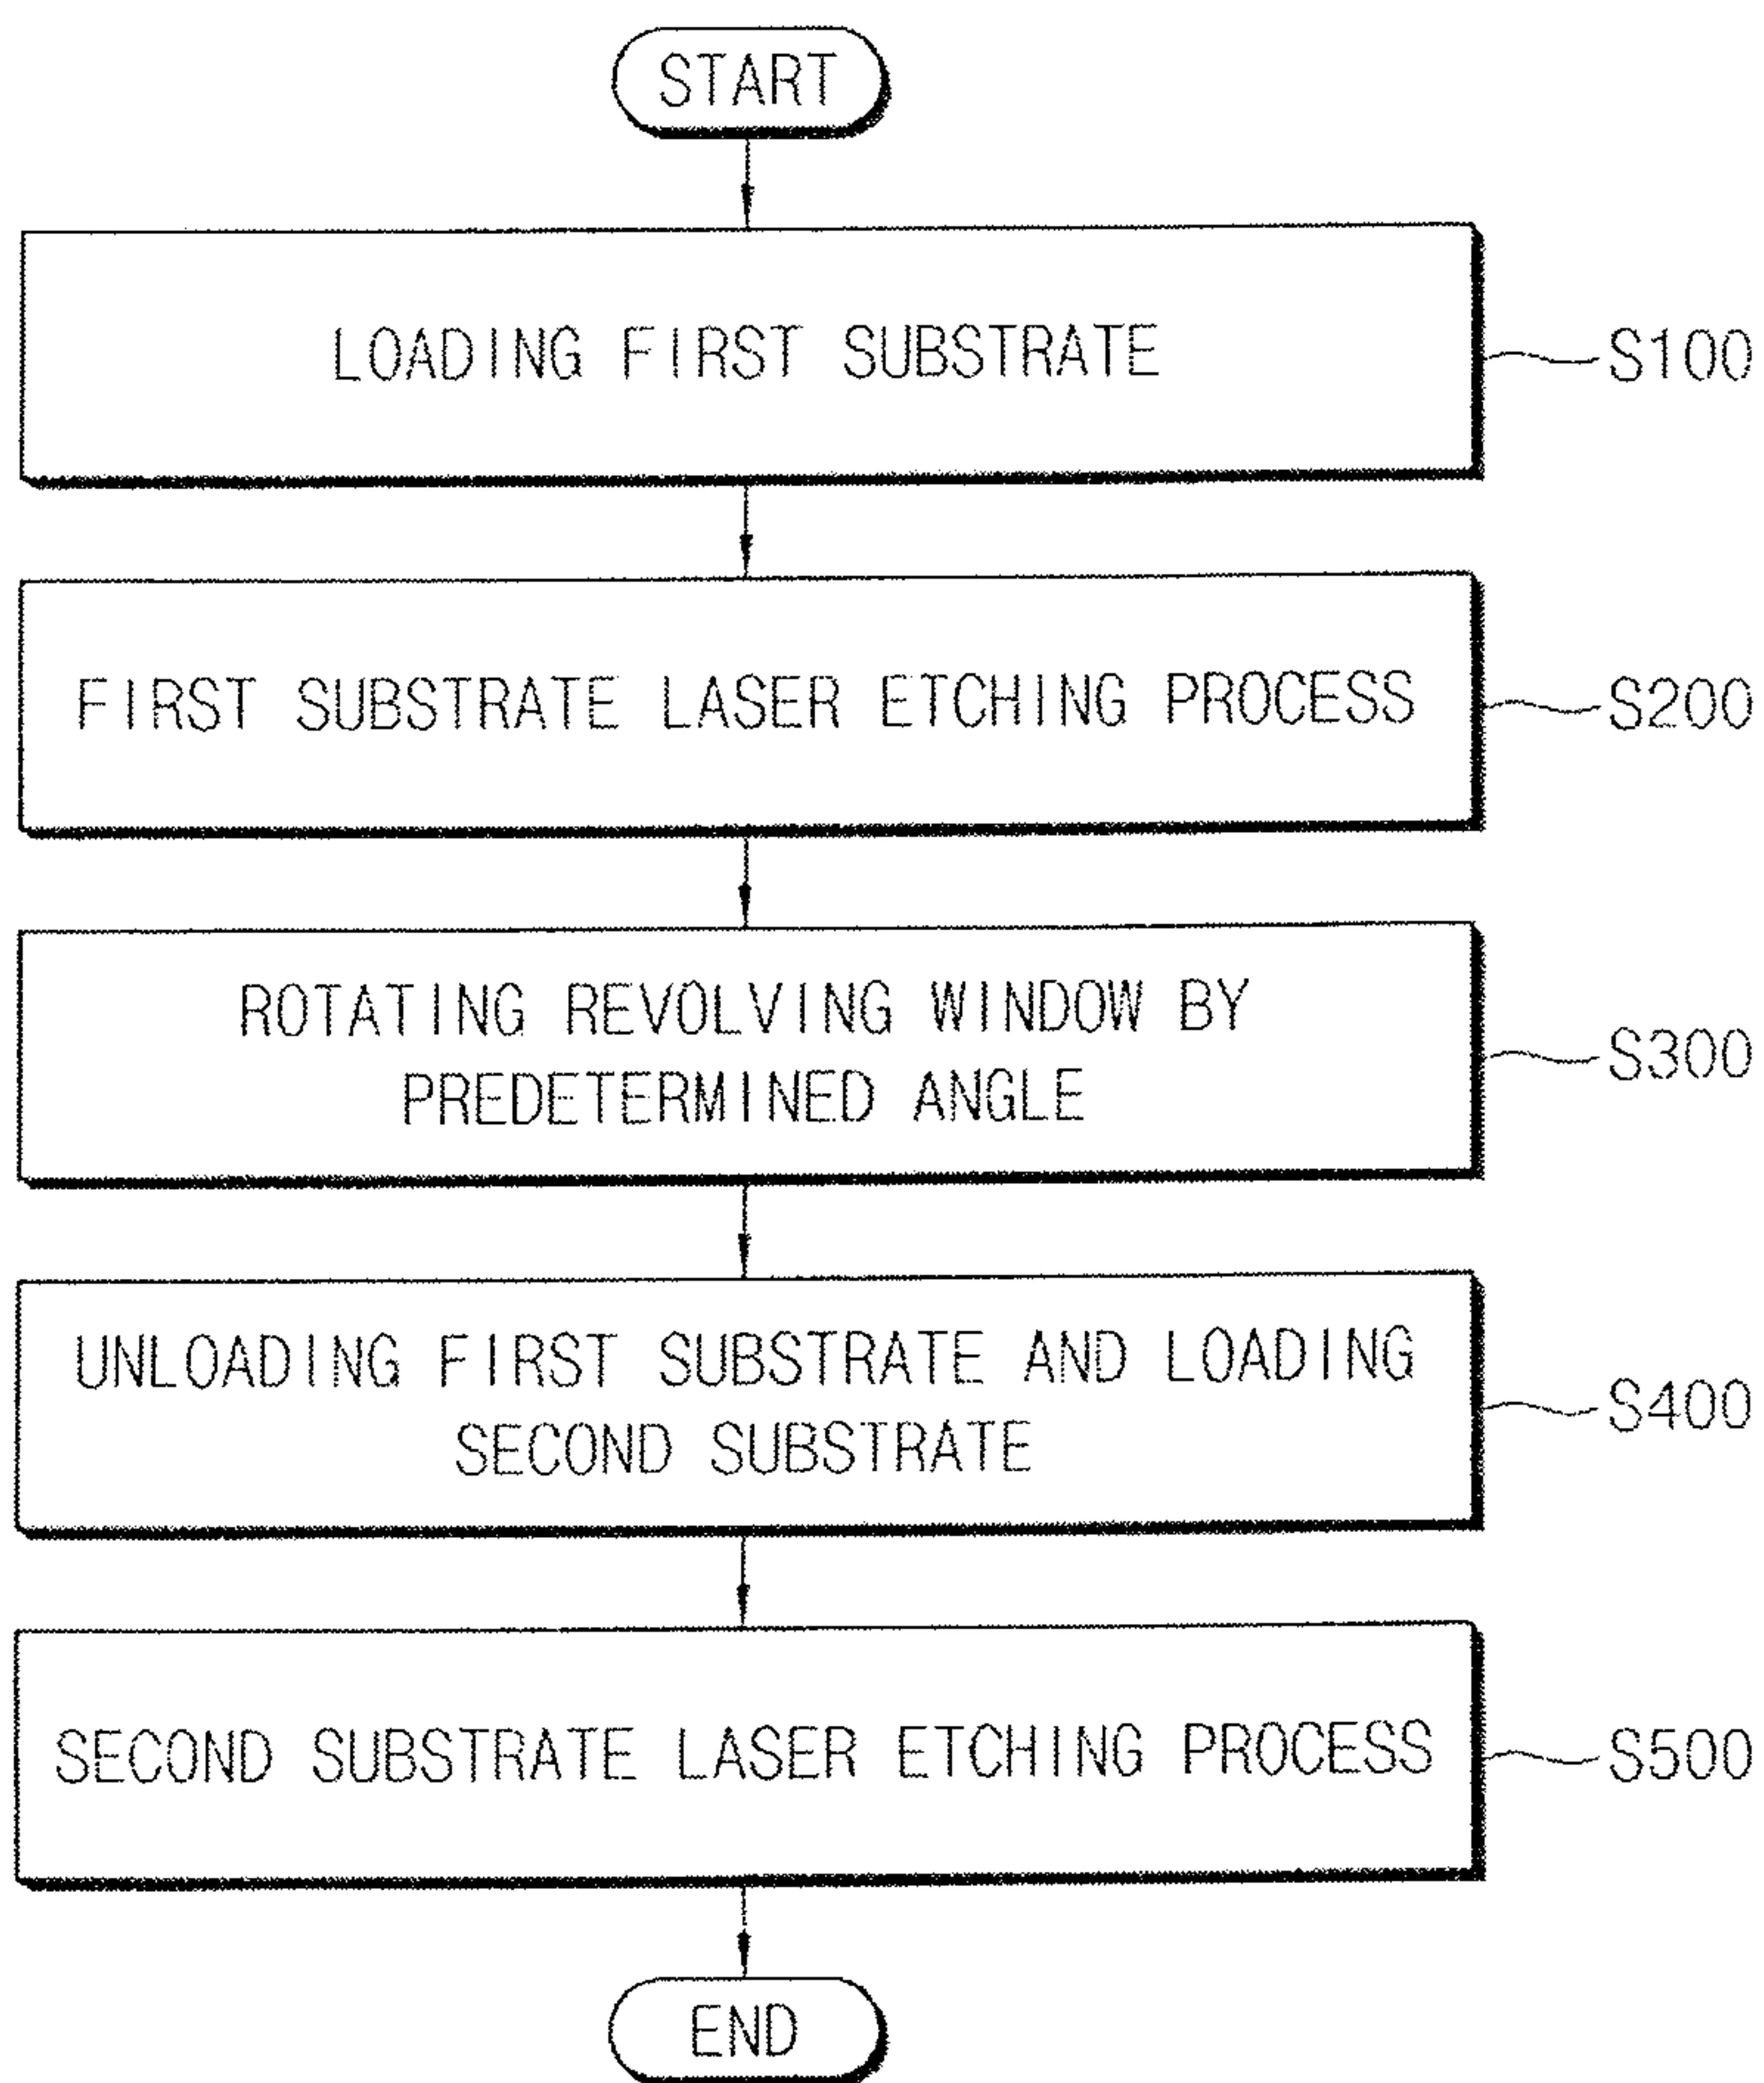 START
LOADING FIRST SUBSTRATE
S100
FIRST SUBSTRATE LASER ETCHING PROCESS
S200
ROTATING REVOLVING WINDOW BY
PREDETERMINED ANGLE
S300
UNLOADING FIRST SUBSTRATE AND LOADING
SECOND SUBSTRATE
S400
SECOND SUBSTRATE LASER ETCHING PROCESS
S500
END